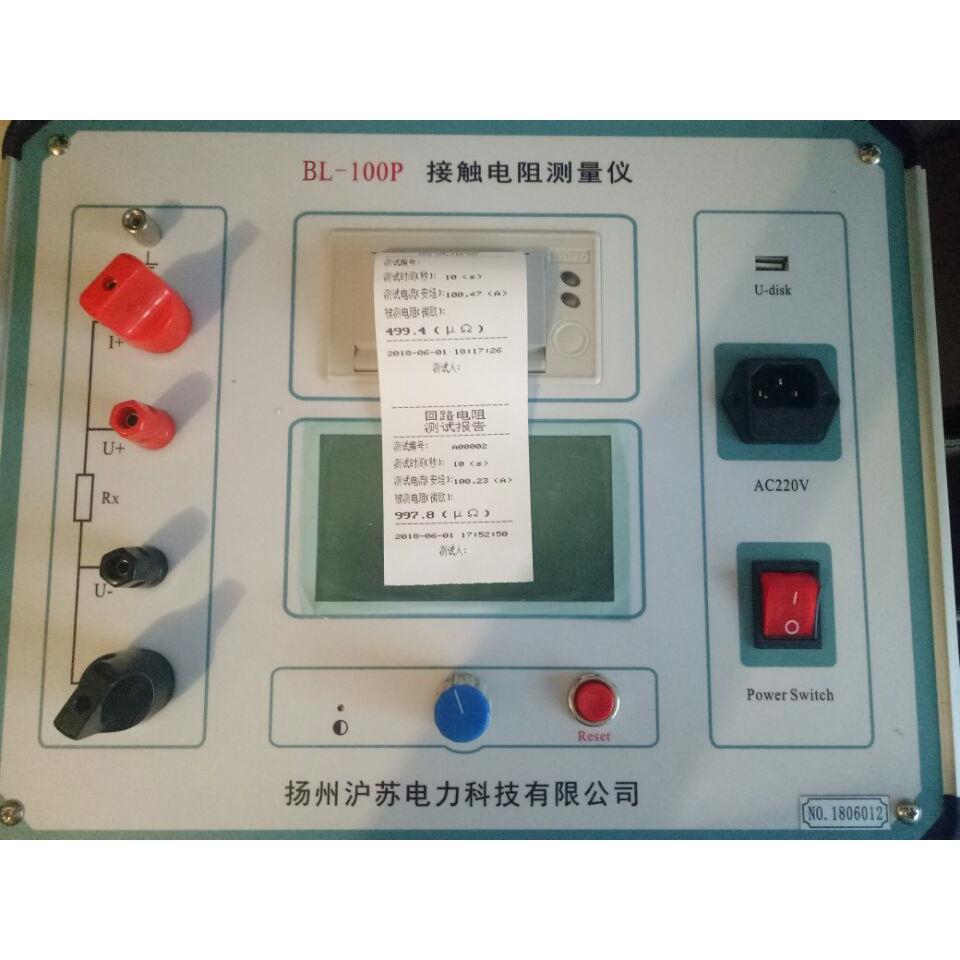 BL-100P 接触电阻测量仪
I+
U+
Rx
U-
测试编号:
测试时间(秒): 10 (s)
测试电流(安培):100.47 (A)
被测电阻(微欧):
499.4 (μΩ)
2018-06-01 18:17:26
测试人:
回路电阻
测试报告
测试编号: A00002
测试时间(秒): 10 (s)
测试电流(安培):100.23 (A)
被测电阻(微欧):
997.8 (μΩ)
2018-06-01 17:52:50
测试人:
Reset
U-disk
AC220V
I
O
Power Switch
扬州沪苏电力科技有限公司
NO.1806012